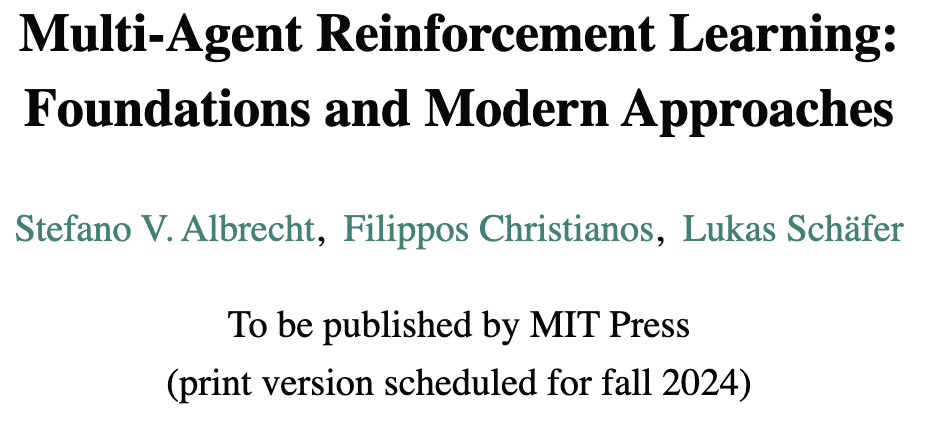 Multi-Agent Reinforcement Learning:
Foundations and Modern Approaches
Stefano V. Albrecht, Filippos Christianos, Lukas Schäfer
To be published by MIT Press
(print version scheduled for fall 2024)